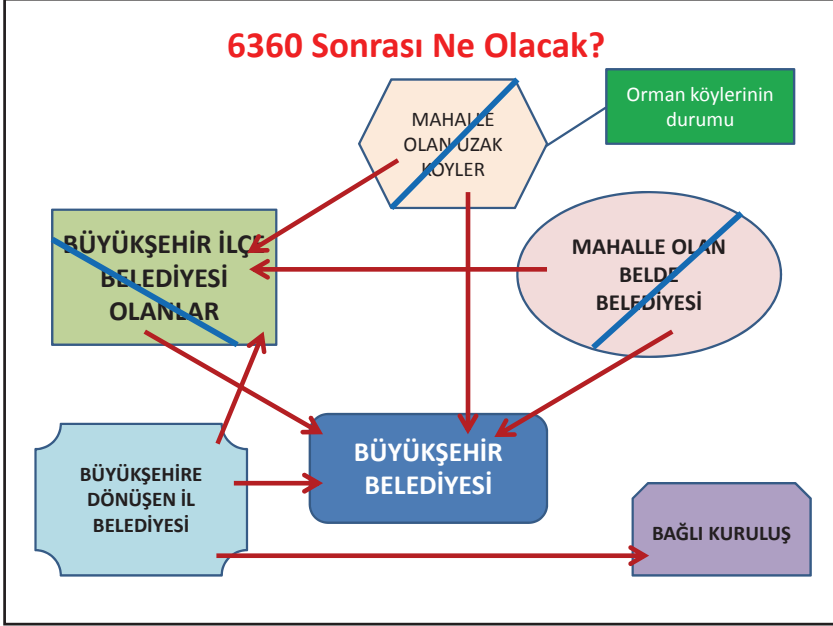 6360 Sonrası Ne Olacak?
MAHALLE
OLAN UZAK
KÖYLER
Orman köylerinin
durumu
BÜYÜKŞEHİR İLÇE
BELEDİYESİ
OLANLAR
MAHALLE OLAN
BELDE
BELEDİYESİ
BÜYÜKŞEHİR
BELEDİYESİ
BÜYÜKŞEHİRE
DÖNÜŞEN İL
BELEDİYESİ
BAĞLI KURULUŞ